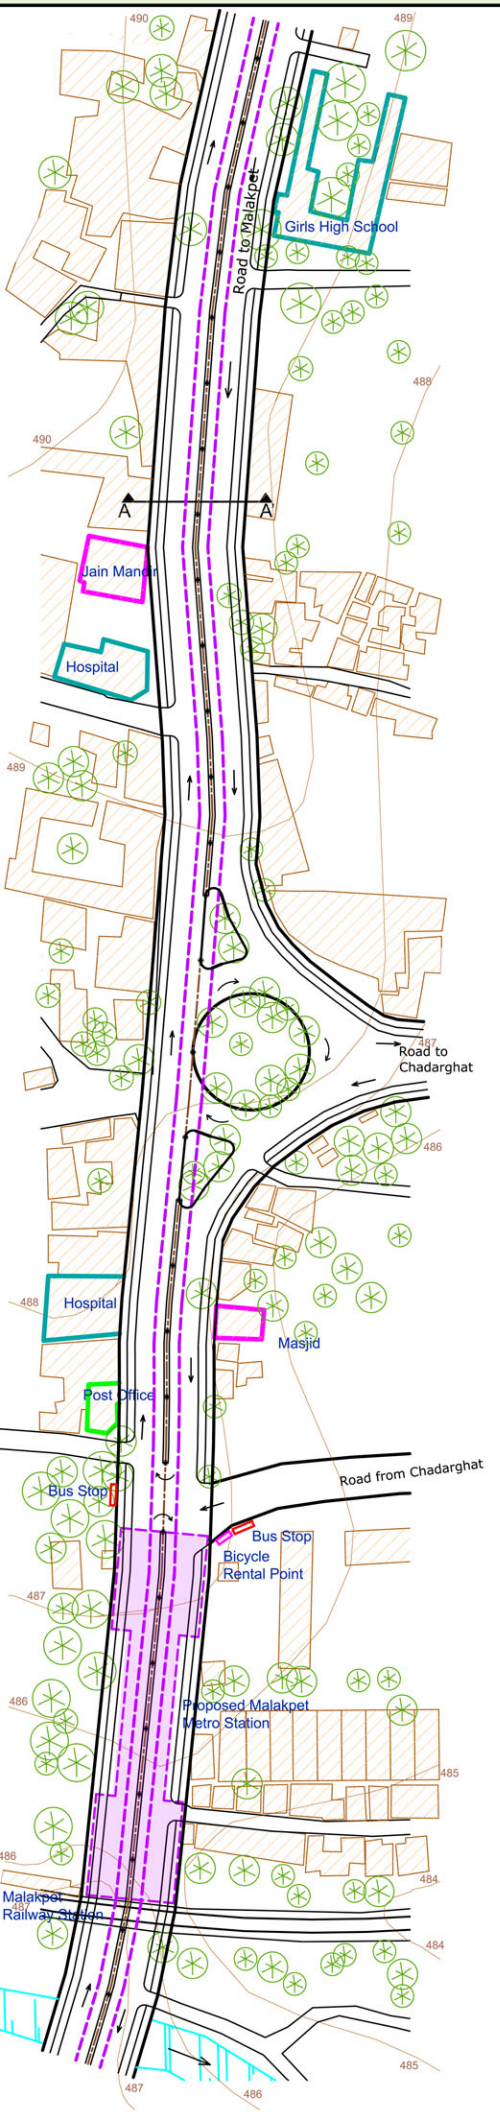 490
489
Road to Malakpet
Girls High School
488
490
A
A'
Jain Mandir
Hospital
489
487
Road to
Chadarghat
486
488
Hospital
Masjid
Post Office
Road from Chadarghat
Bus Stop
Bus Stop
Bicycle
Rental Point
487
486
Proposed Malakpet
Metro Station
485
486
484
Malakpet
487
Railway Station
484
485
487
486